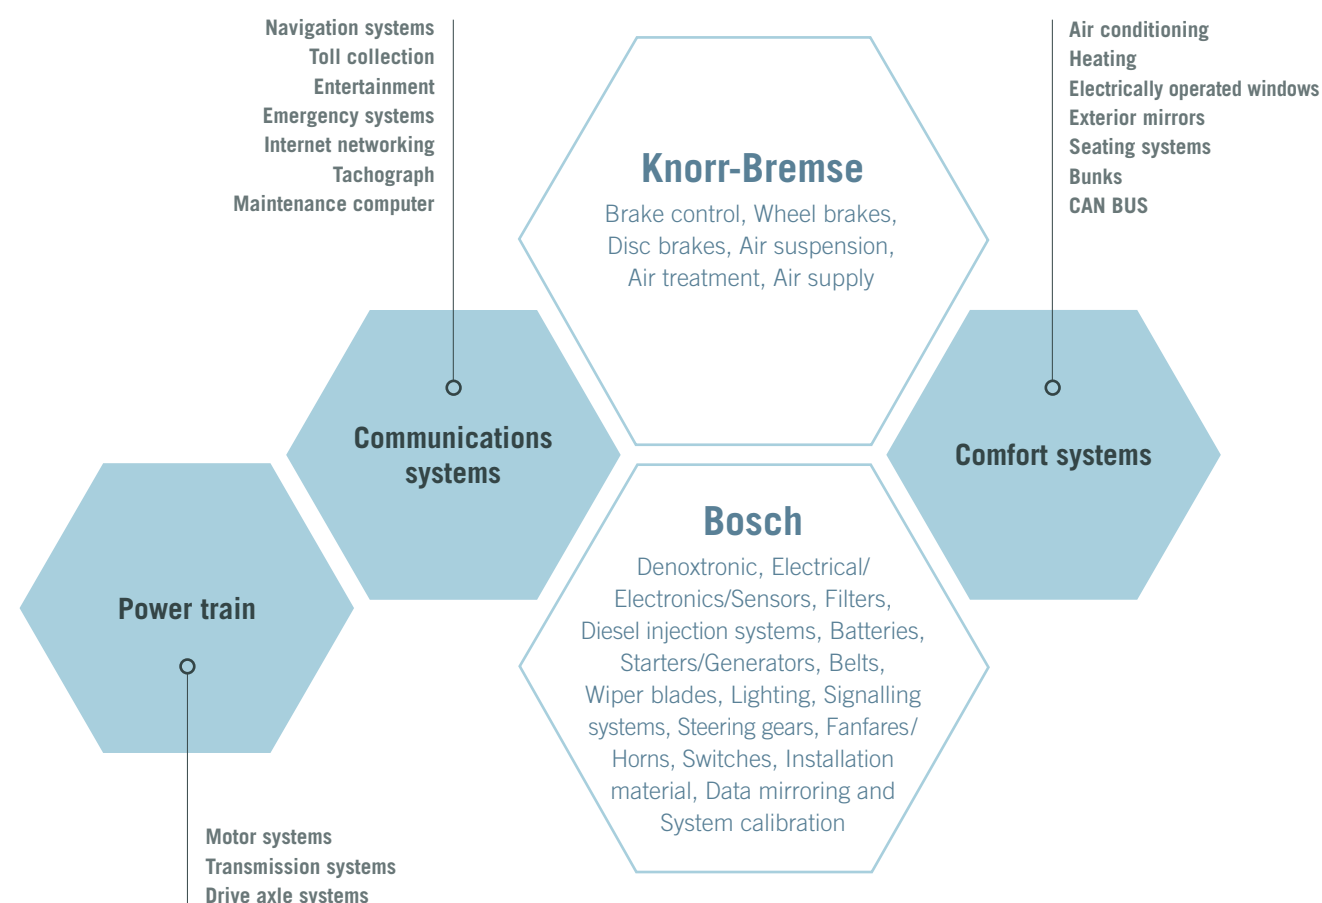 Navigation systems
Toll collection
Entertainment
Emergency systems
Internet networking
Tachograph
Maintenance computer
Air conditioning
Heating
Electrically operated windows
Exterior mirrors
Seating systems
Bunks
CAN BUS
Knorr-Bremse
Brake control, Wheel brakes,
Disc brakes, Air suspension,
Air treatment, Air supply
Communications
systems
Comfort systems
Bosch
Denoxtronic, Electrical/
Electronics/Sensors, Filters,
Diesel injection systems, Batteries,
Starters/Generators, Belts,
Wiper blades, Lighting, Signalling
systems, Steering gears, Fanfares/
Horns, Switches, Installation
material, Data mirroring and
System calibration
Power train
Motor systems
Transmission systems
Drive axle systems